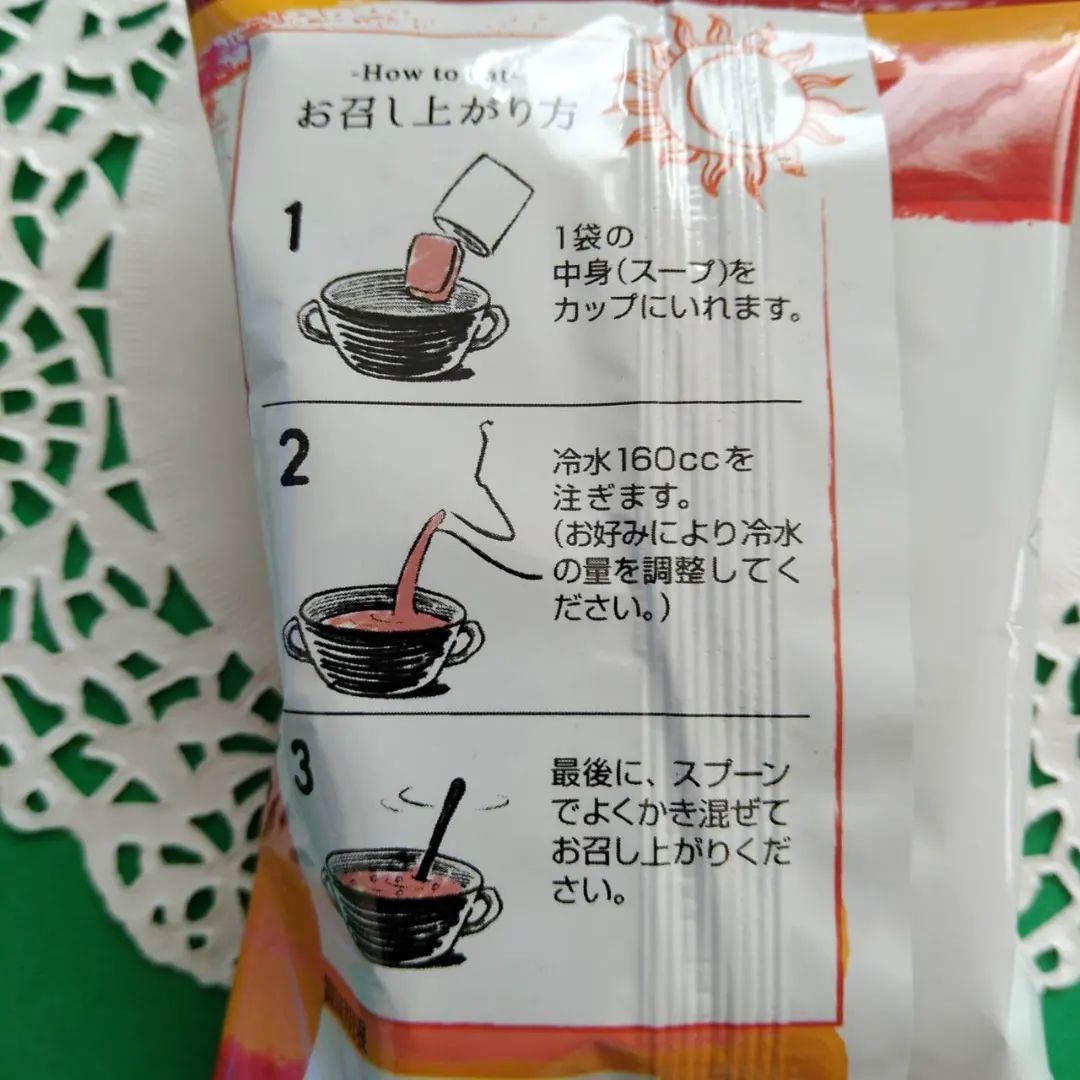 -How to Eat-
お召し上がり方
1
1袋の
中身(スープ)を
カップにいれます。
2
冷水160ccを
注ぎます。
(お好みにより冷水
の量を調整してく
ださい。)
3
最後に、スプーン
でよくかき混ぜて
お召し上がりくだ
さい。